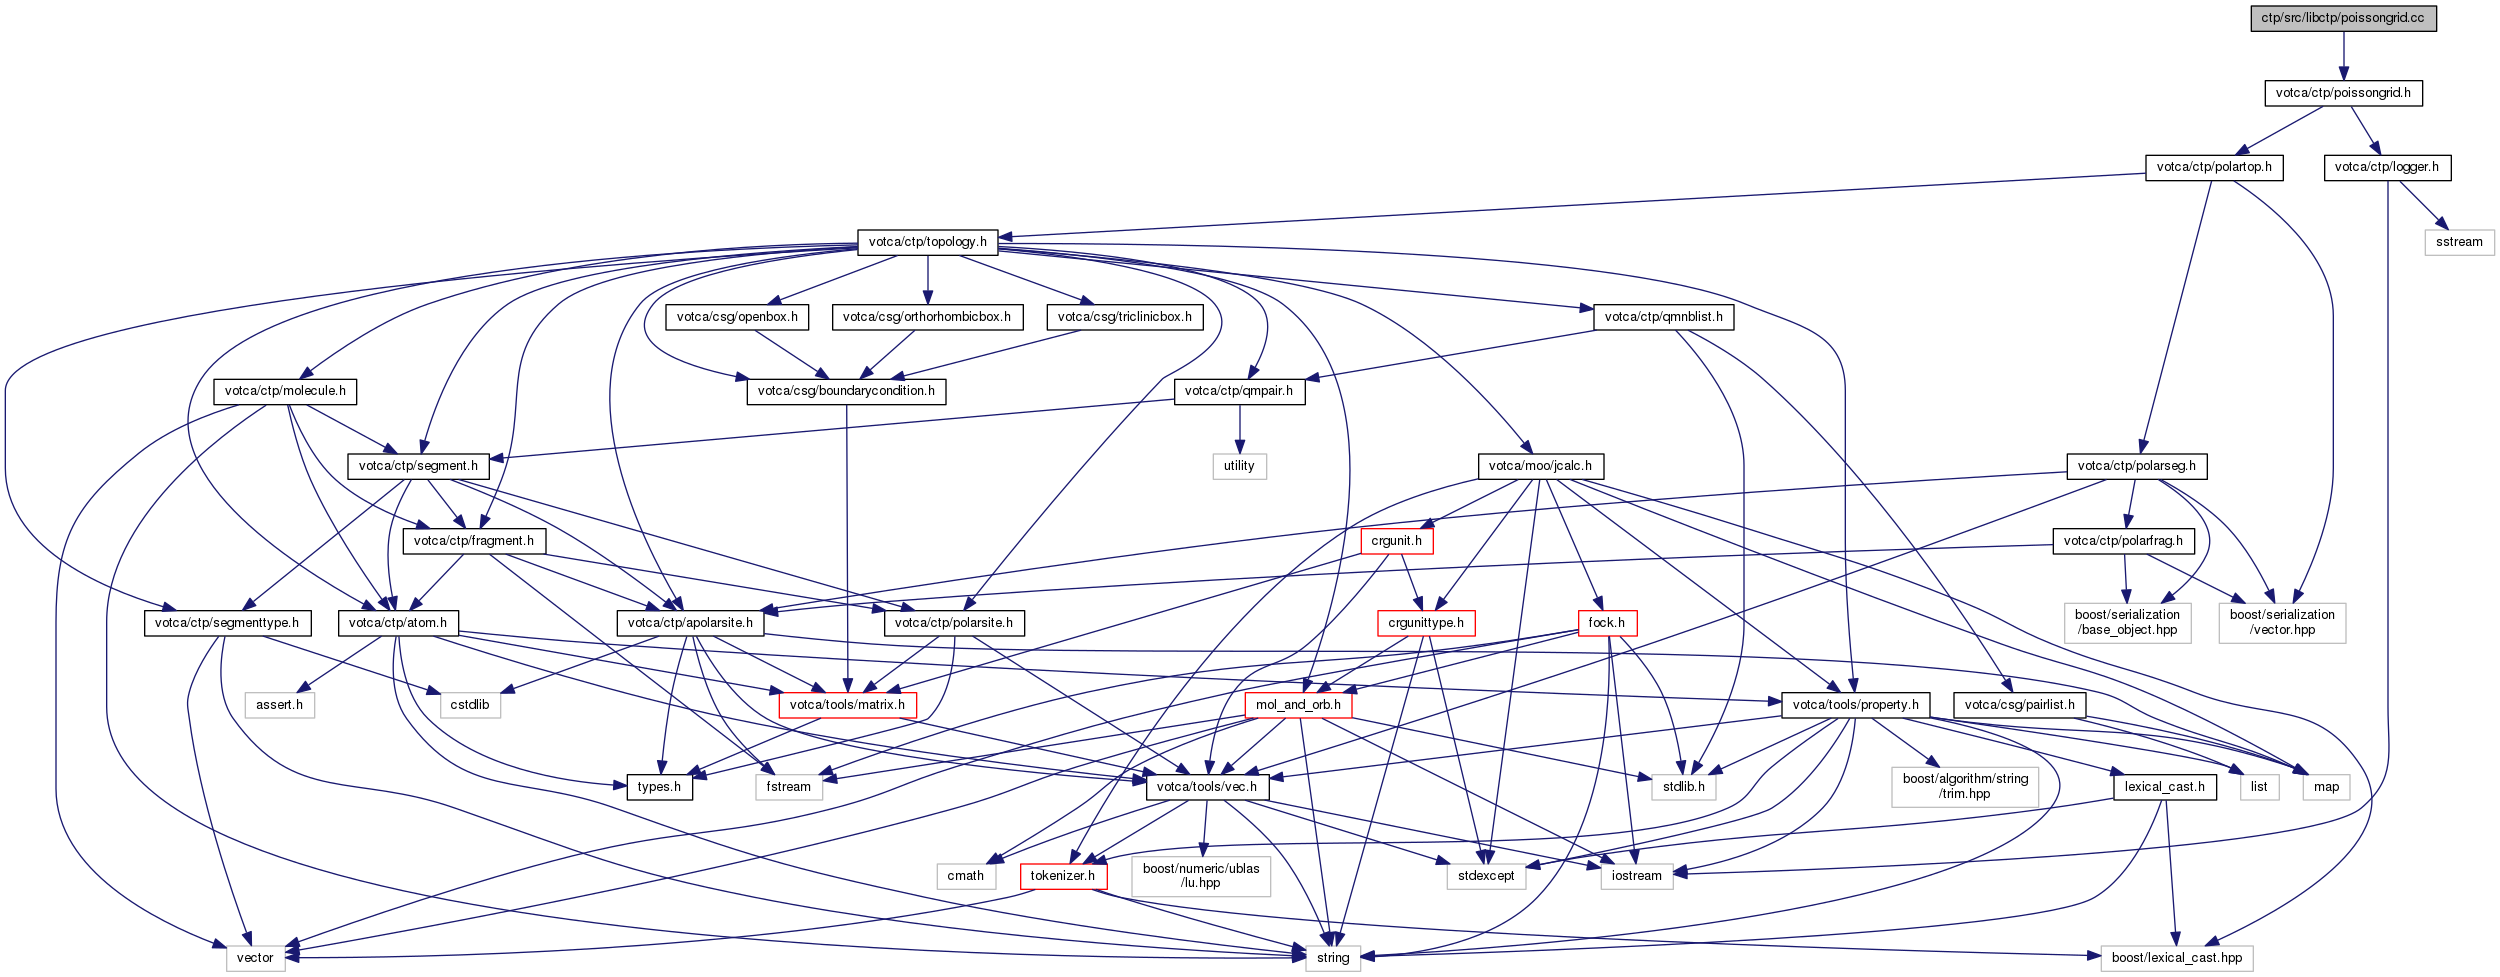 ctp/src/libctp/poissongrid.cc
votca/ctp/poissongrid.h
votca/ctp/polartop.h
votca/ctp/logger.h
votca/ctp/topology.h
sstream
votca/csg/openbox.h
votca/csg/orthorhombicbox.h
votca/csg/triclinicbox.h
votca/ctp/qmnblist.h
votca/ctp/molecule.h
votca/csg/boundarycondition.h
votca/ctp/qmpair.h
votca/ctp/segment.h
utility
votca/moo/jcalc.h
votca/ctp/polarseg.h
votca/ctp/fragment.h
crgunit.h
votca/ctp/polarfrag.h
votca/ctp/segmenttype.h
votca/ctp/atom.h
votca/ctp/apolarsite.h
votca/ctp/polarsite.h
crgunittype.h
fock.h
boost/serialization
/base_object.hpp
boost/serialization
/vector.hpp
assert.h
cstdlib
votca/tools/matrix.h
mol_and_orb.h
votca/tools/property.h
votca/csg/pairlist.h
types.h
fstream
votca/tools/vec.h
stdlib.h
boost/algorithm/string
/trim.hpp
lexical_cast.h
list
map
cmath
tokenizer.h
boost/numeric/ublas
/lu.hpp
stdexcept
iostream
vector
string
boost/lexical_cast.hpp